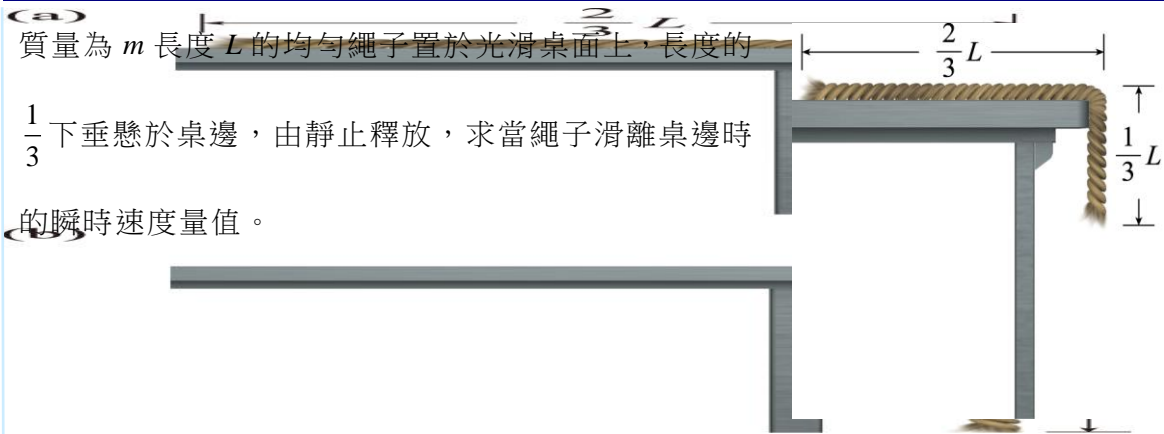 (a)
2/3 L
質量為 m 長度 L 的均勻繩子置於光滑桌面上，長度的
2/3 L
1/3 下垂懸於桌邊，由靜止釋放，求當繩子滑離桌邊時
1/3 L
的瞬時速度量值。
(b)